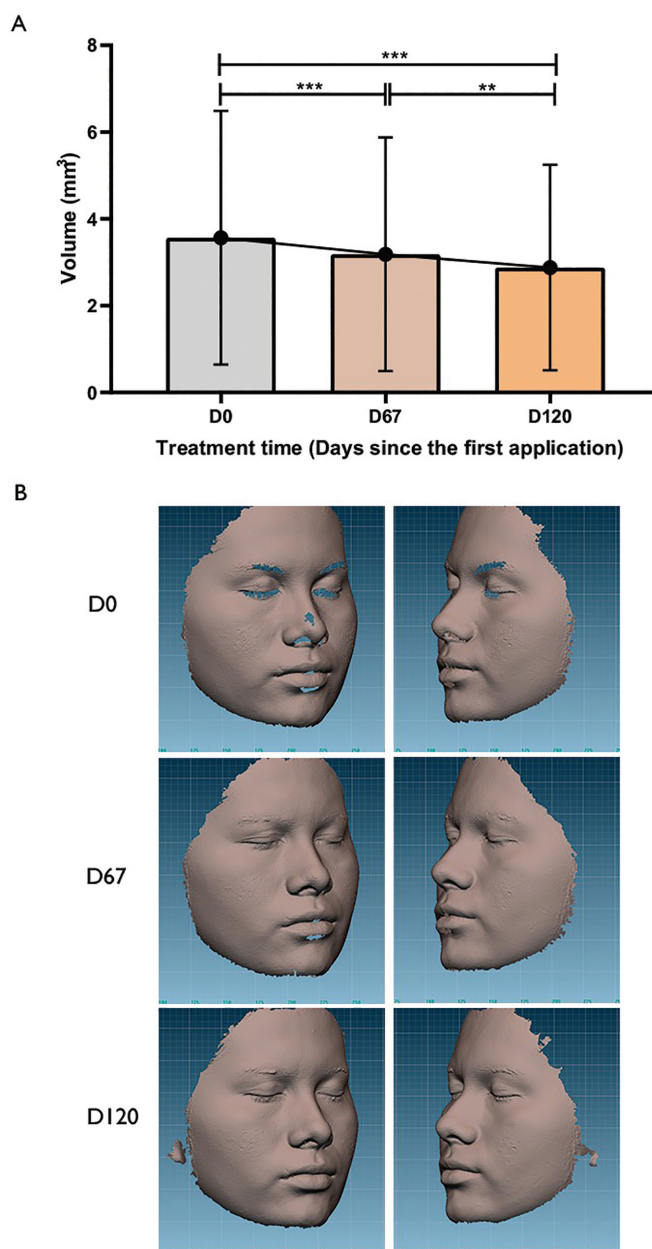 A
8
6
4
2
0
Volume (mm³)
***
***
**
D0
D67
D120
Treatment time (Days since the first application)
B
D0
D67
D120